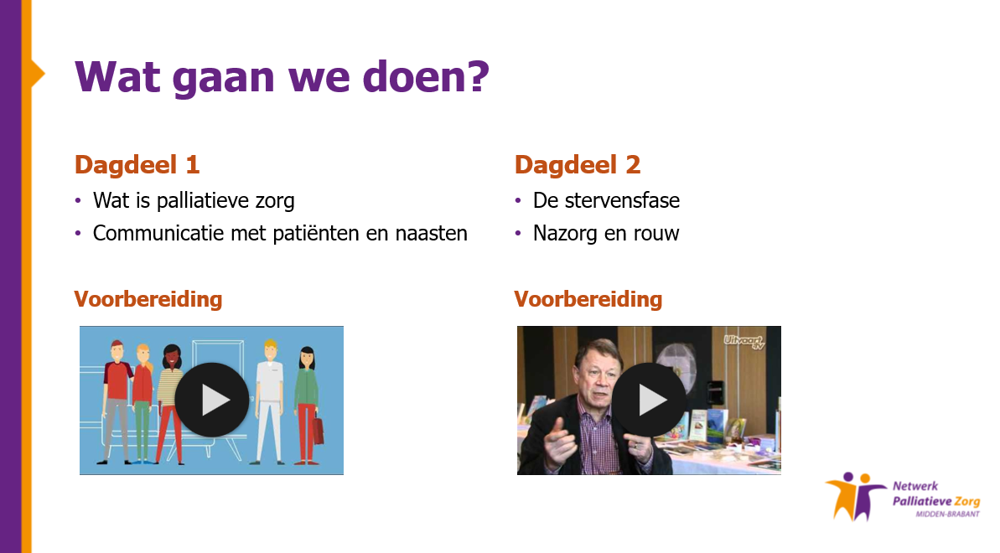 Wat gaan we doen?
Dagdeel 1
• Wat is palliatieve zorg
• Communicatie met patiënten en naasten
Voorbereiding
Dagdeel 2
• De stervensfase
• Nazorg en rouw
Voorbereiding
Uitvaart
tv
Netwerk
Palliatieve Zorg
MIDDEN-BRABANT